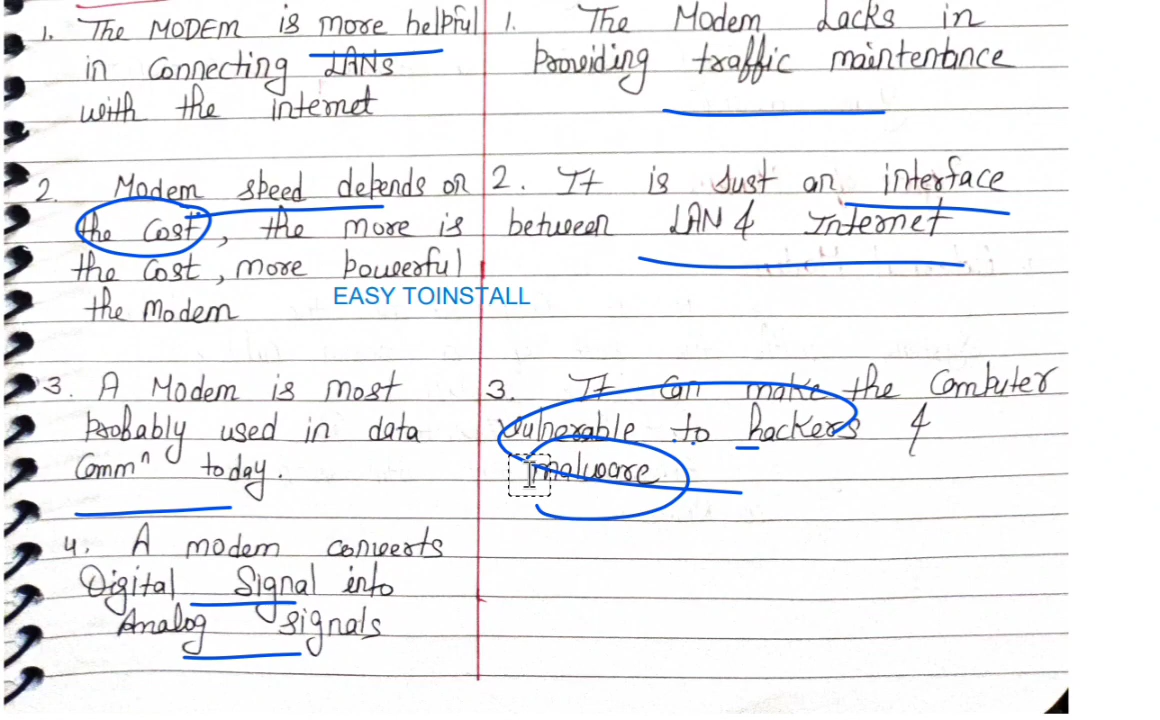 1. The MODEM is more helpful
in Connecting LANs
with the internet
2. Modem speed depends on
the Cost, the more is
the cost, more powerful
the Modem
EASY TOINSTALL
3. A Modem is most
Probably used in data
Commⁿ today.
4. A modem converts
Digital Signal into
Analog signals
1. The Modem Lacks in
Providing traffic maintentance
2. It is Just an interface
between LAN & Internet
3. It Can make the Computer
vulnerable to hackers &
malware